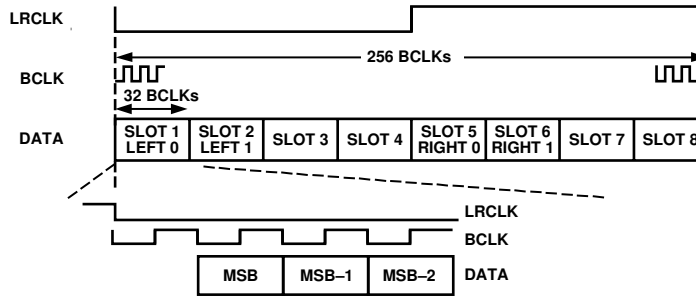 LRCLK
256 BCLKs
BCLK
32 BCLKs
DATA
SLOT 1
LEFT 0
SLOT 2
LEFT 1
SLOT 3
SLOT 4
SLOT 5
RIGHT 0
SLOT 6
RIGHT 1
SLOT 7
SLOT 8
LRCLK
BCLK
MSB
MSB–1
MSB–2
DATA